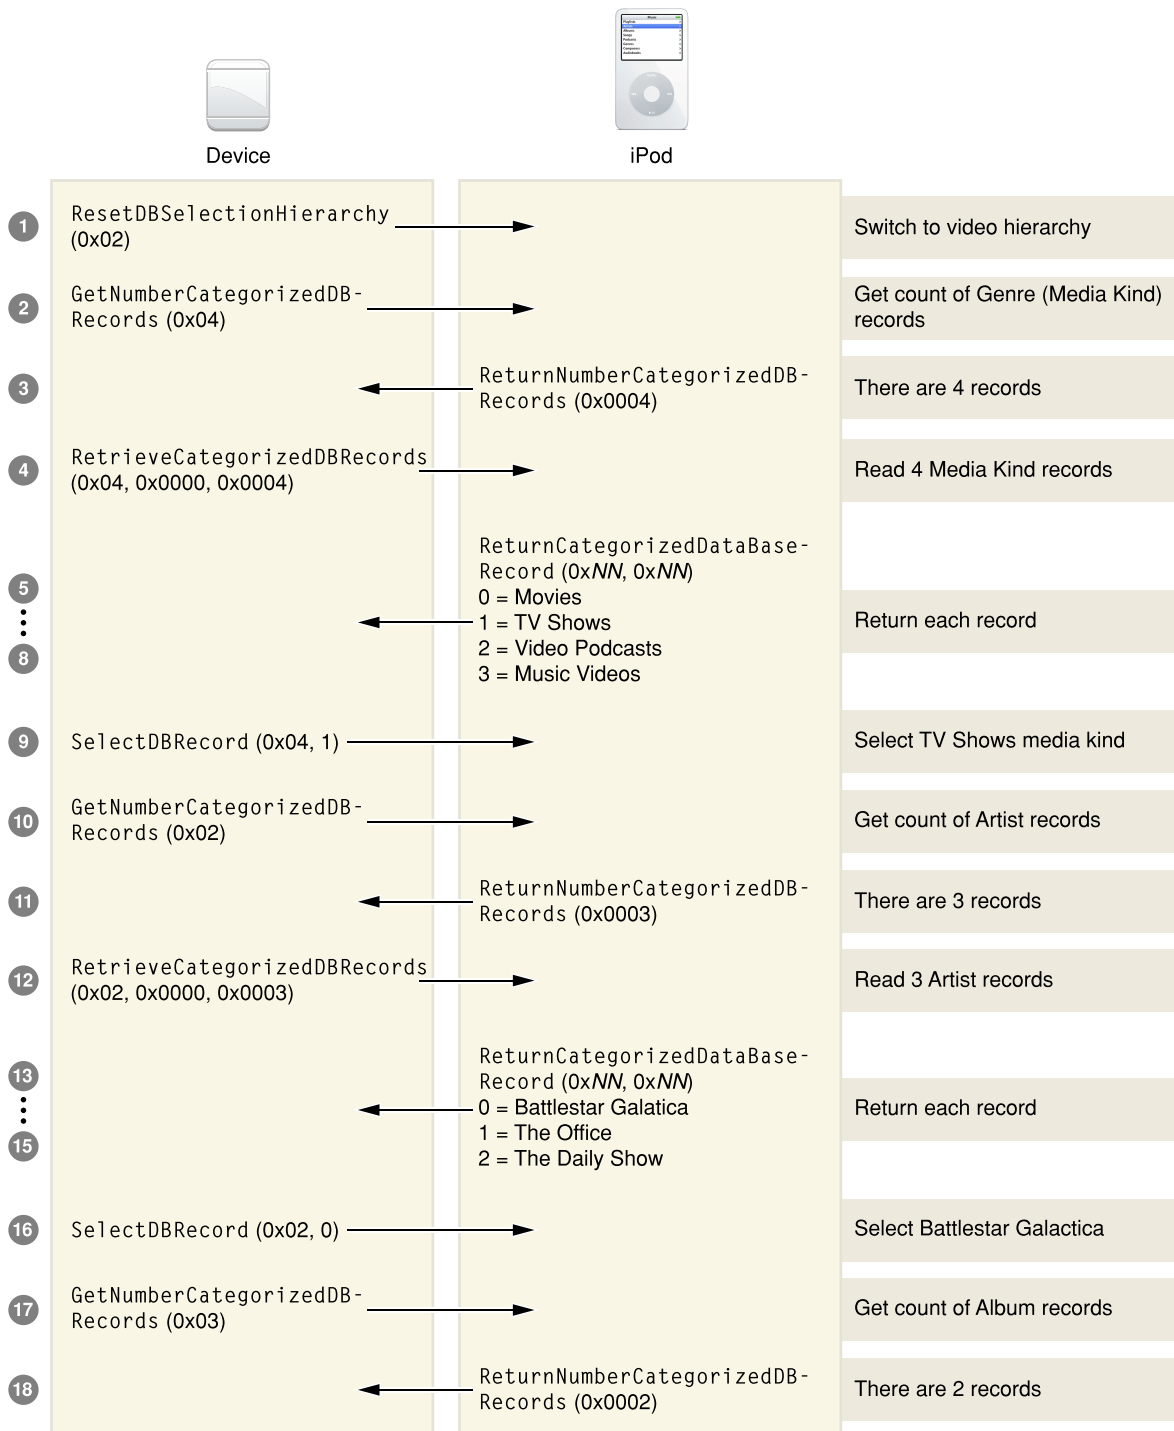 Device
iPod
1
ResetDBSelectionHierarchy
(0x02)
Switch to video hierarchy
2
GetNumberCategorizedDB-
Records (0x04)
Get count of Genre (Media Kind)
records
3
ReturnNumberCategorizedDB-
Records (0x0004)
There are 4 records
4
RetrieveCategorizedDBRecords
(0x04, 0x0000, 0x0004)
Read 4 Media Kind records
5
8
ReturnCategorizedDataBase-
Record (0xNN, 0xNN)
0 = Movies
1 = TV Shows
2 = Video Podcasts
3 = Music Videos
Return each record
9
SelectDBRecord (0x04, 1)
Select TV Shows media kind
10
GetNumberCategorizedDB-
Records (0x02)
Get count of Artist records
11
ReturnNumberCategorizedDB-
Records (0x0003)
There are 3 records
12
RetrieveCategorizedDBRecords
(0x02, 0x0000, 0x0003)
Read 3 Artist records
13
15
ReturnCategorizedDataBase-
Record (0xNN, 0xNN)
0 = Battlestar Galatica
1 = The Office
2 = The Daily Show
Return each record
16
SelectDBRecord (0x02, 0)
Select Battlestar Galactica
17
GetNumberCategorizedDB-
Records (0x03)
Get count of Album records
18
ReturnNumberCategorizedDB-
Records (0x0002)
There are 2 records